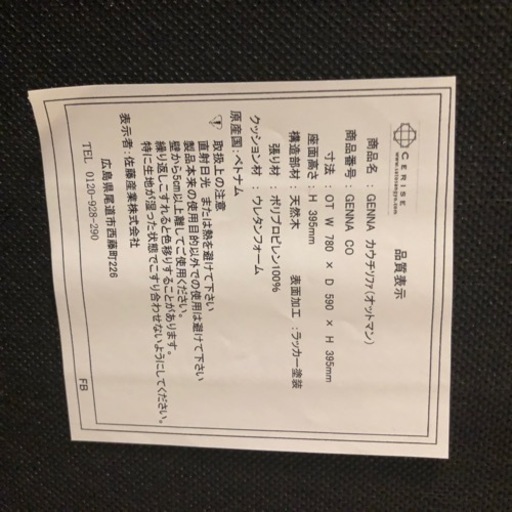 CERISE
品質表示
商品名 : GENNA カウチソファ(オットマン)
商品番号 : GENNA CO
寸法 : OT W 780 × D 590 × H 395mm
座面高さ : H 395mm
構造部材 : 天然木 表面加工 : ラッカー塗装
張り材 : ポリプロピレン100%
クッション材 : ウレタンフォーム
原産国 : ベトナム
取扱上の注意
直射日光 または熱を避けて下さい
製品本来の使用目的以外での使用は避けて下さい
壁から5cm以上離してご使用ください。
繰り返しこすれると色移りすることがあります。
特に生地が湿った状態でこすり合わせないようにしてください。
表示者 : 佐藤産業株式会社
広島県尾道市西藤町226
TEL 0120-928-290
FB